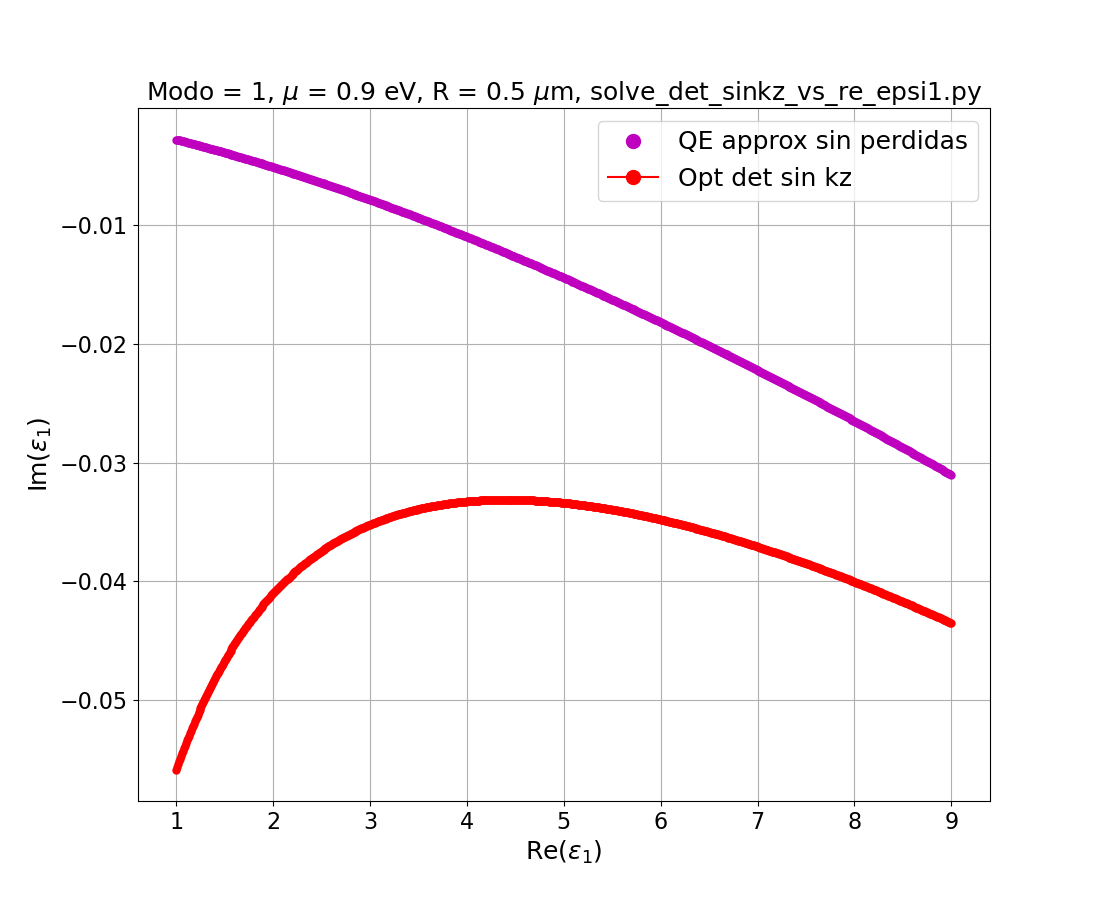 Modo = 1, μ = 0.9 eV, R = 0.5 μm, solve_det_sinkz_vs_re_epsi1.py
QE approx sin perdidas
Opt det sin kz
−0.01
−0.02
−0.03
−0.04
−0.05
Im(ε₁)
1 2 3 4 5 6 7 8 9
Re(ε₁)